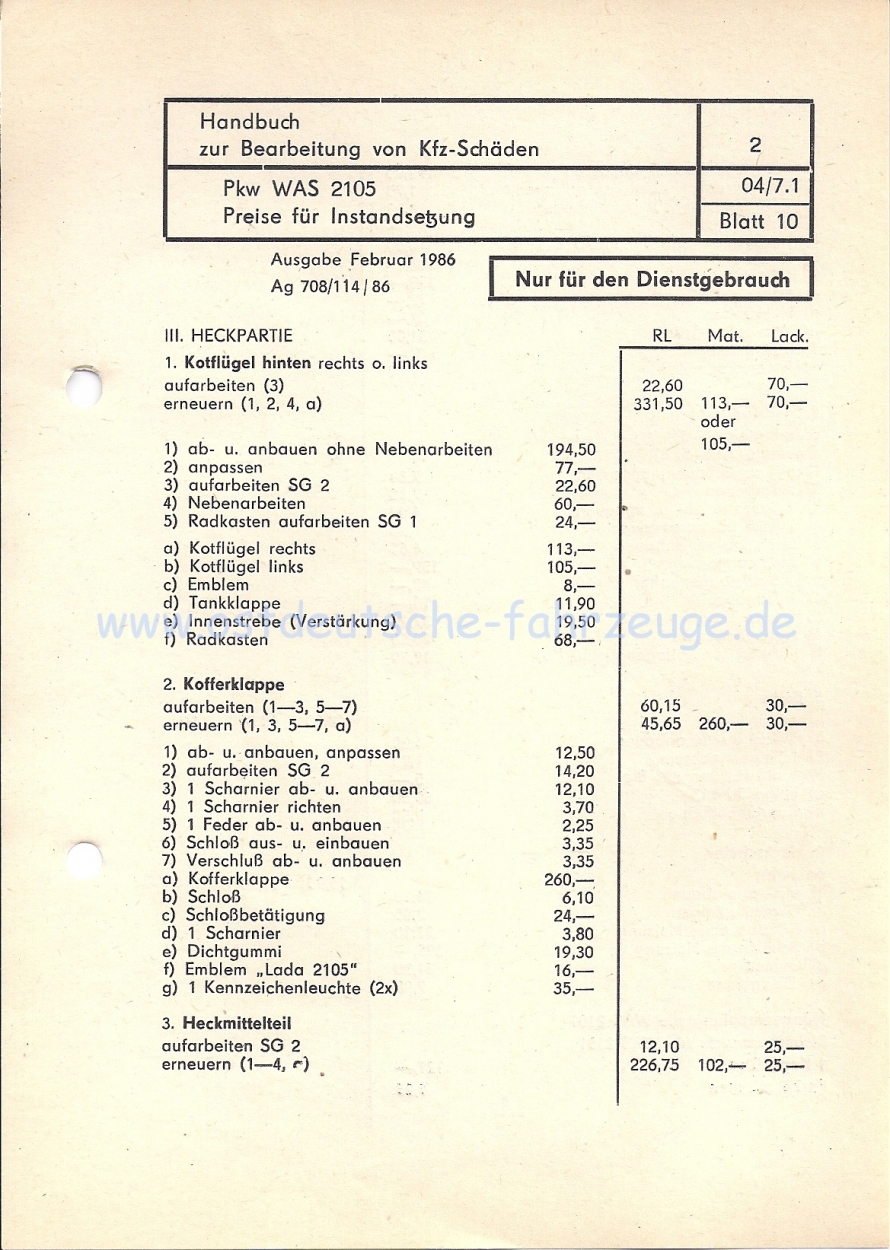 Handbuch
zur Bearbeitung von Kfz-Schäden
2
Pkw WAS 2105
Preise für Instandsetzung
04/7.1
Blatt 10
Ausgabe Februar 1986
Ag 708/114/86
Nur für den Dienstgebrauch
III. HECKPARTIE RL Mat. Lack.
1. Kotflügel hinten rechts o. links
aufarbeiten (3) 22,60 70,—
erneuern (1, 2, 4, a) 331,50 113,— 70,—
oder
105,—
1) ab- u. anbauen ohne Nebenarbeiten 194,50
2) anpassen 77,—
3) aufarbeiten SG 2 22,60
4) Nebenarbeiten 60,—
5) Radkasten aufarbeiten SG 1 24,—
a) Kotflügel rechts 113,—
b) Kotflügel links 105,—
c) Emblem 8,—
d) Tankklappe 11,90
www.ostdeutsche-fahrzeuge.de
e) Innenstrebe (Verstärkung) 19,50
f) Radkasten 68,—
2. Kofferklappe
aufarbeiten (1—3, 5—7) 60,15 30,—
erneuern (1, 3, 5—7, a) 45,65 260,— 30,—
1) ab- u. anbauen, anpassen 12,50
2) aufarbeiten SG 2 14,20
3) 1 Scharnier ab- u. anbauen 12,10
4) 1 Scharnier richten 3,70
5) 1 Feder ab- u. anbauen 2,25
6) Schloß aus- u. einbauen 3,35
7) Verschluß ab- u. anbauen 3,35
a) Kofferklappe 260,—
b) Schloß 6,10
c) Schloßbetätigung 24,—
d) 1 Scharnier 3,80
e) Dichtgummi 19,30
f) Emblem „Lada 2105" 16,—
g) 1 Kennzeichenleuchte (2x) 35,—
3. Heckmittelteil
aufarbeiten SG 2 12,10 25,—
erneuern (1—4, ) 226,75 102,— 25,—